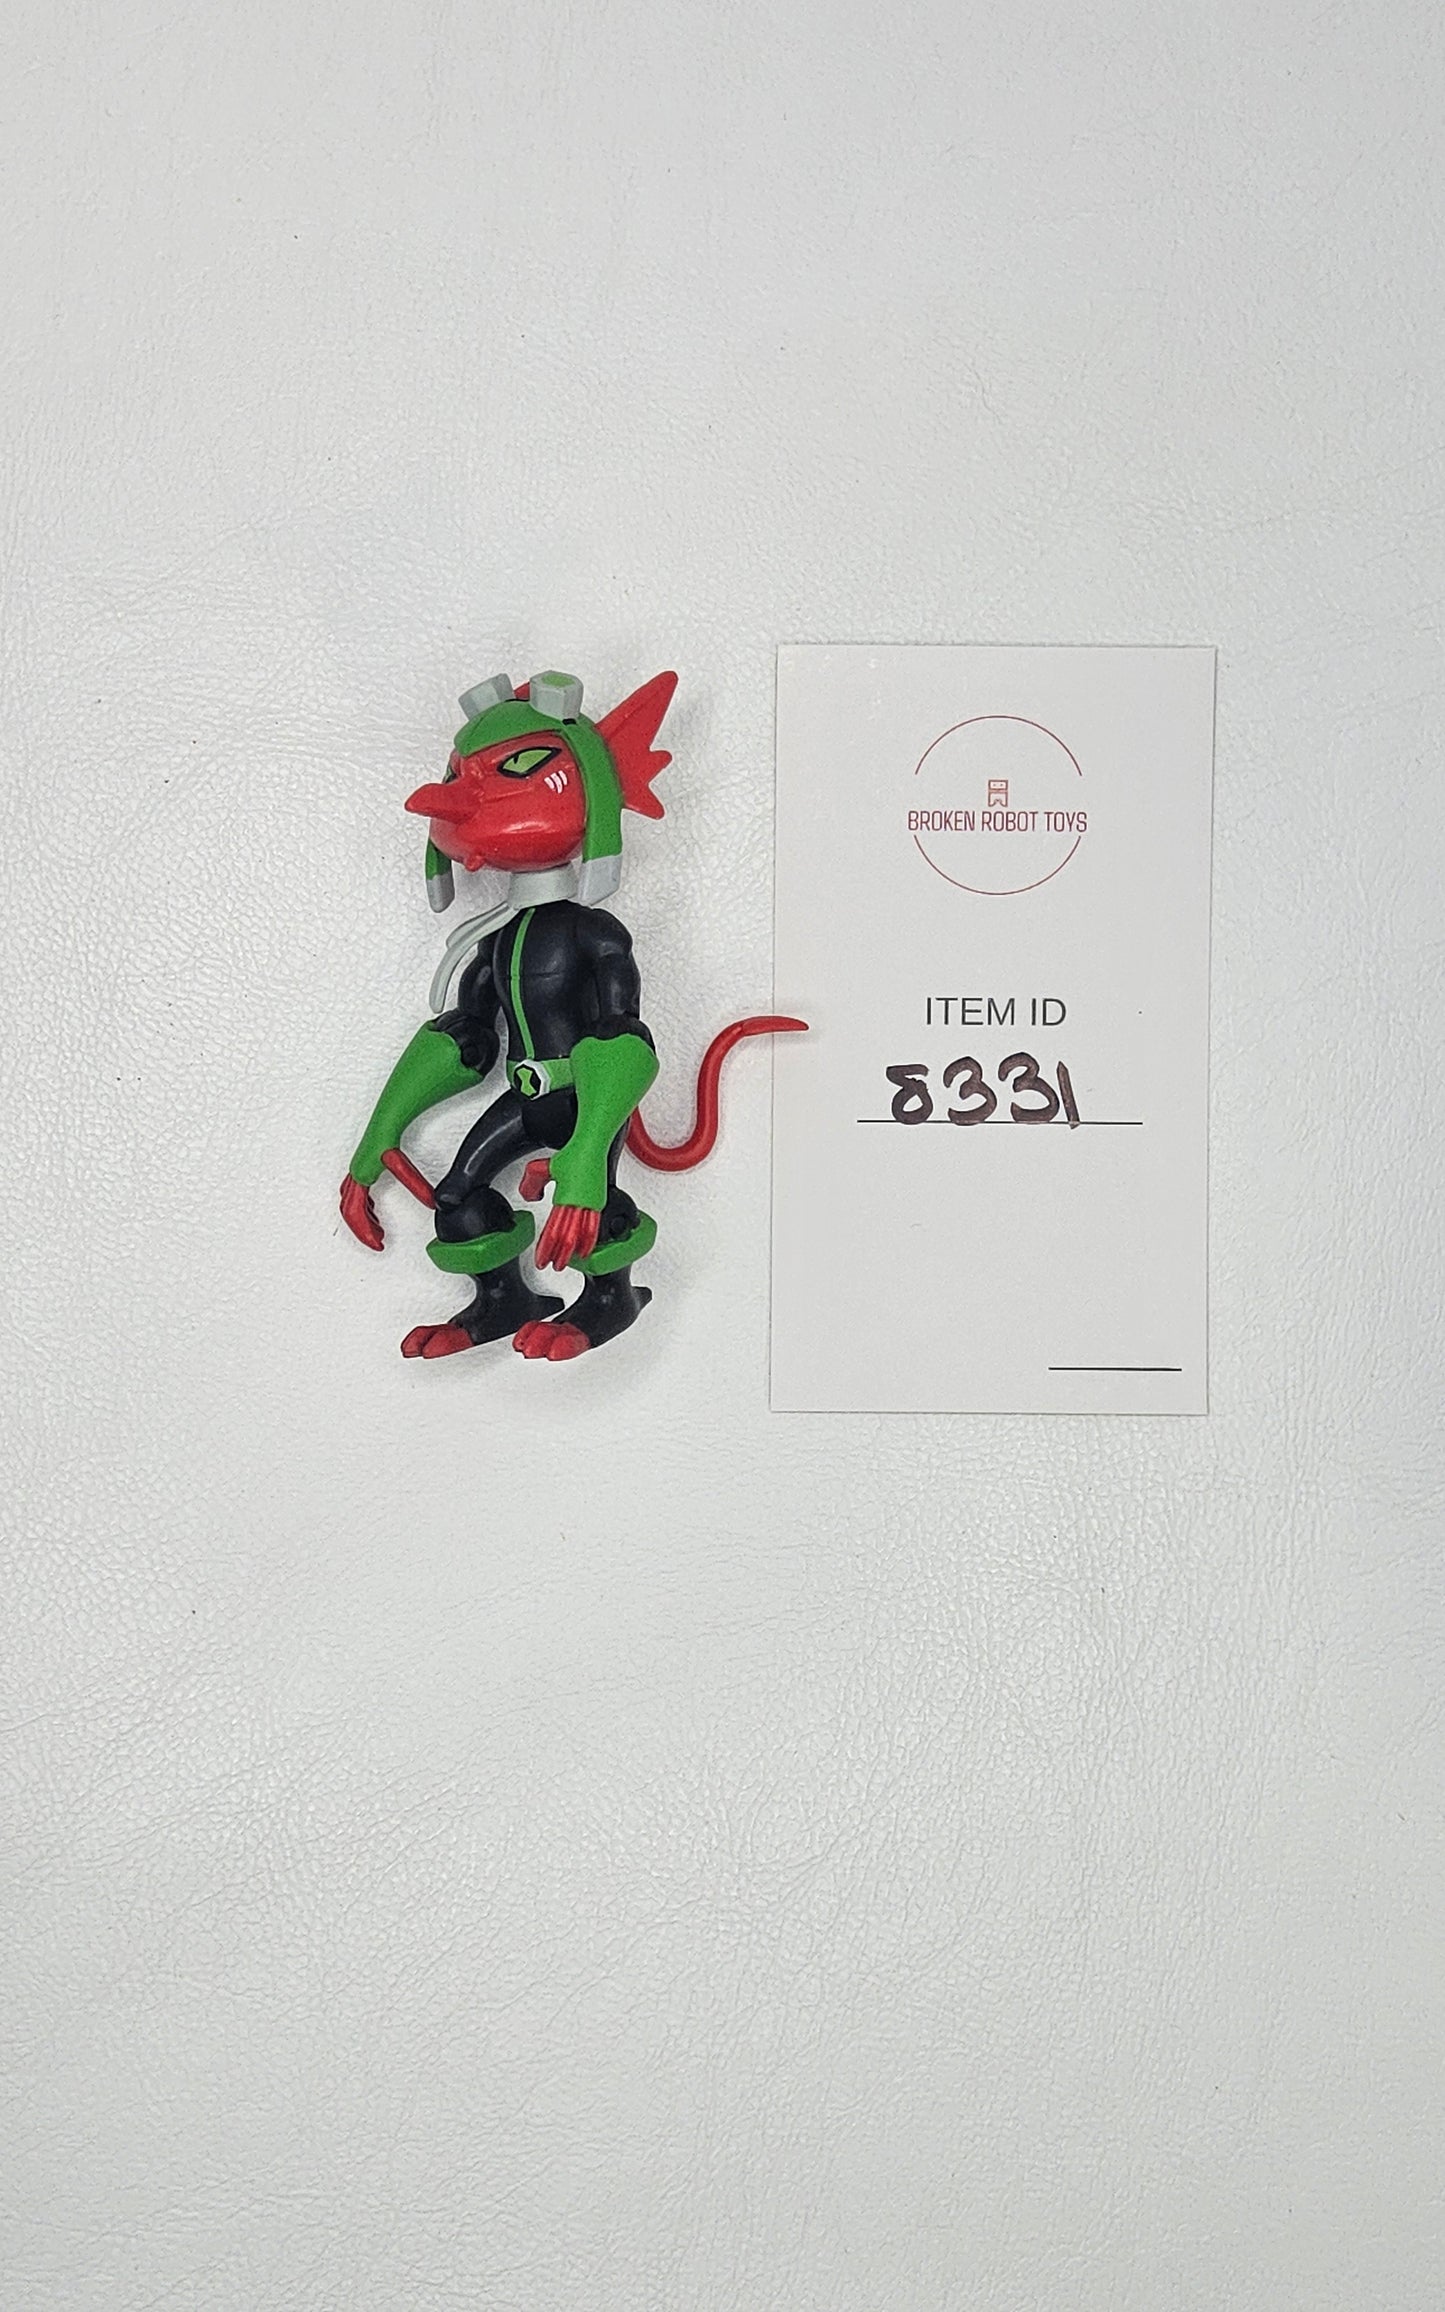 BROKEN ROBOT TOYS
ITEM ID
8331